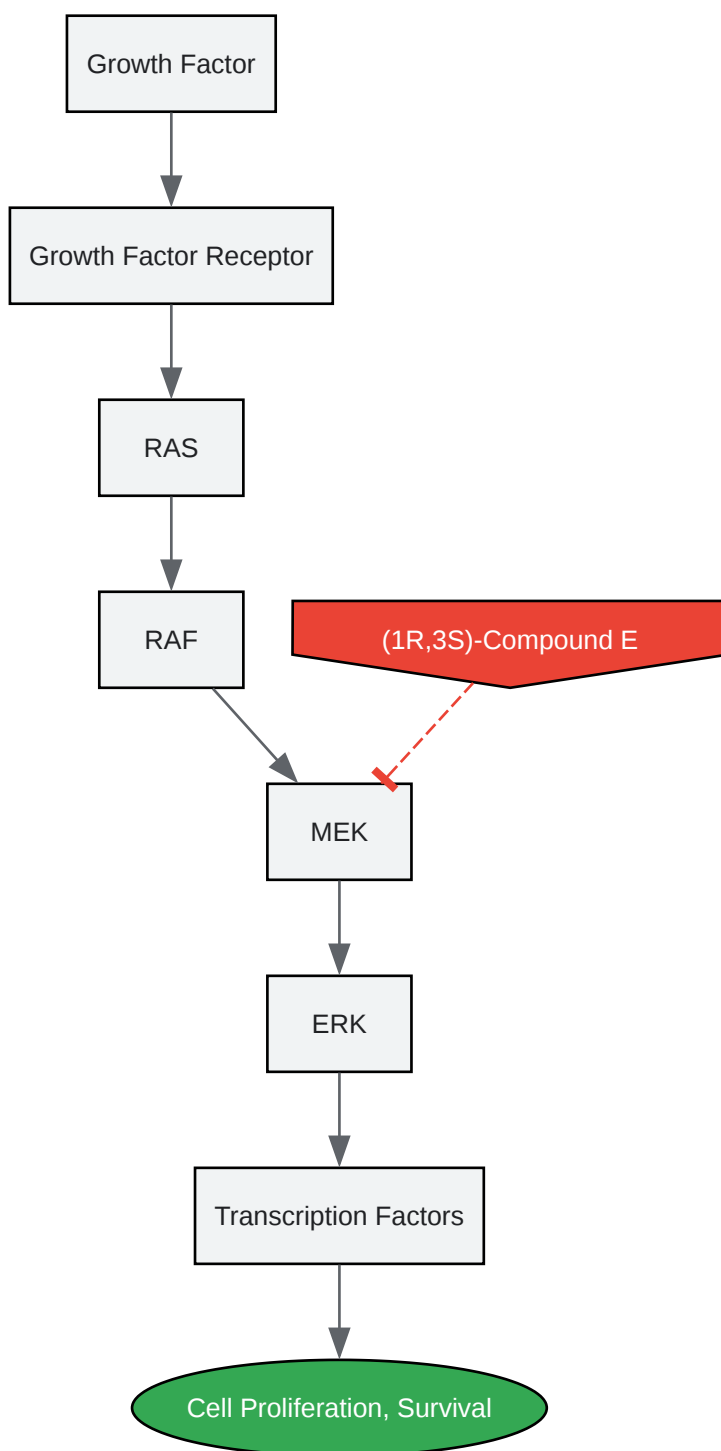 Growth Factor
Growth Factor Receptor
RAS
RAF
(1R,3S)-Compound E
MEK
ERK
Transcription Factors
Cell Proliferation, Survival